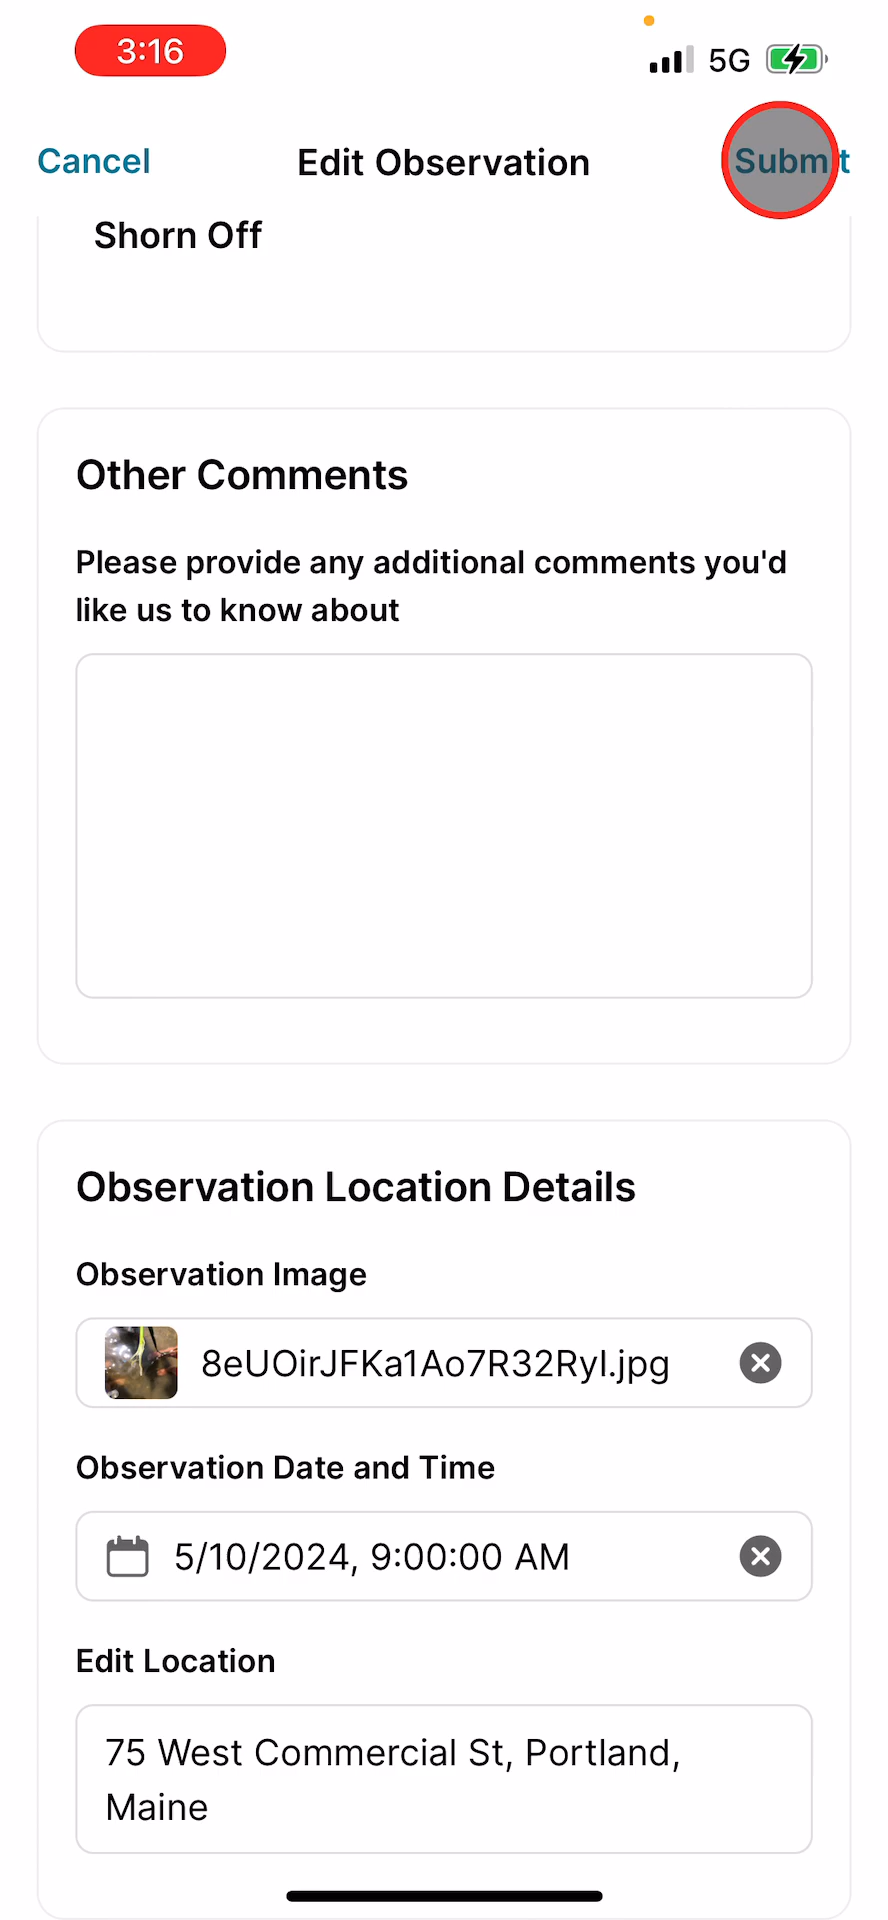 3:16
5G
Cancel
Edit Observation
Submit
Shorn Off
Other Comments
Please provide any additional comments you'd
like us to know about
Observation Location Details
Observation Image
8eUOirJFKa1Ao7R32Ryl.jpg
Observation Date and Time
5/10/2024, 9:00:00 AM
Edit Location
75 West Commercial St, Portland,
Maine